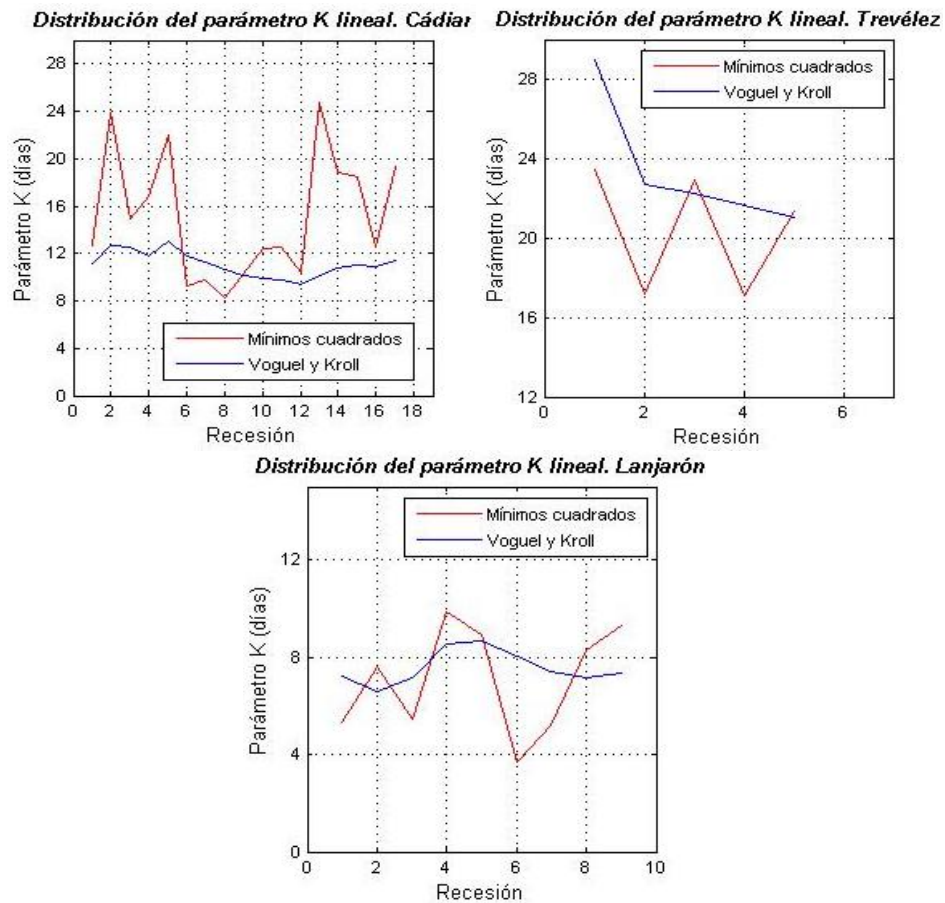 Distribución del parámetro K lineal. Cádiar
28
24
20
16
12
8
4
0
Parámetro K (días)
Mínimos cuadrados
Voguel y Kroll
0 2 4 6 8 10 12 14 16 18
Recesión
Distribución del parámetro K lineal. Trevélez
28
24
20
16
12
Parámetro K (días)
Mínimos cuadrados
Voguel y Kroll
0 2 4 6
Recesión
Distribución del parámetro K lineal. Lanjarón
12
8
4
0
Parámetro K (días)
Mínimos cuadrados
Voguel y Kroll
0 2 4 6 8 10
Recesión